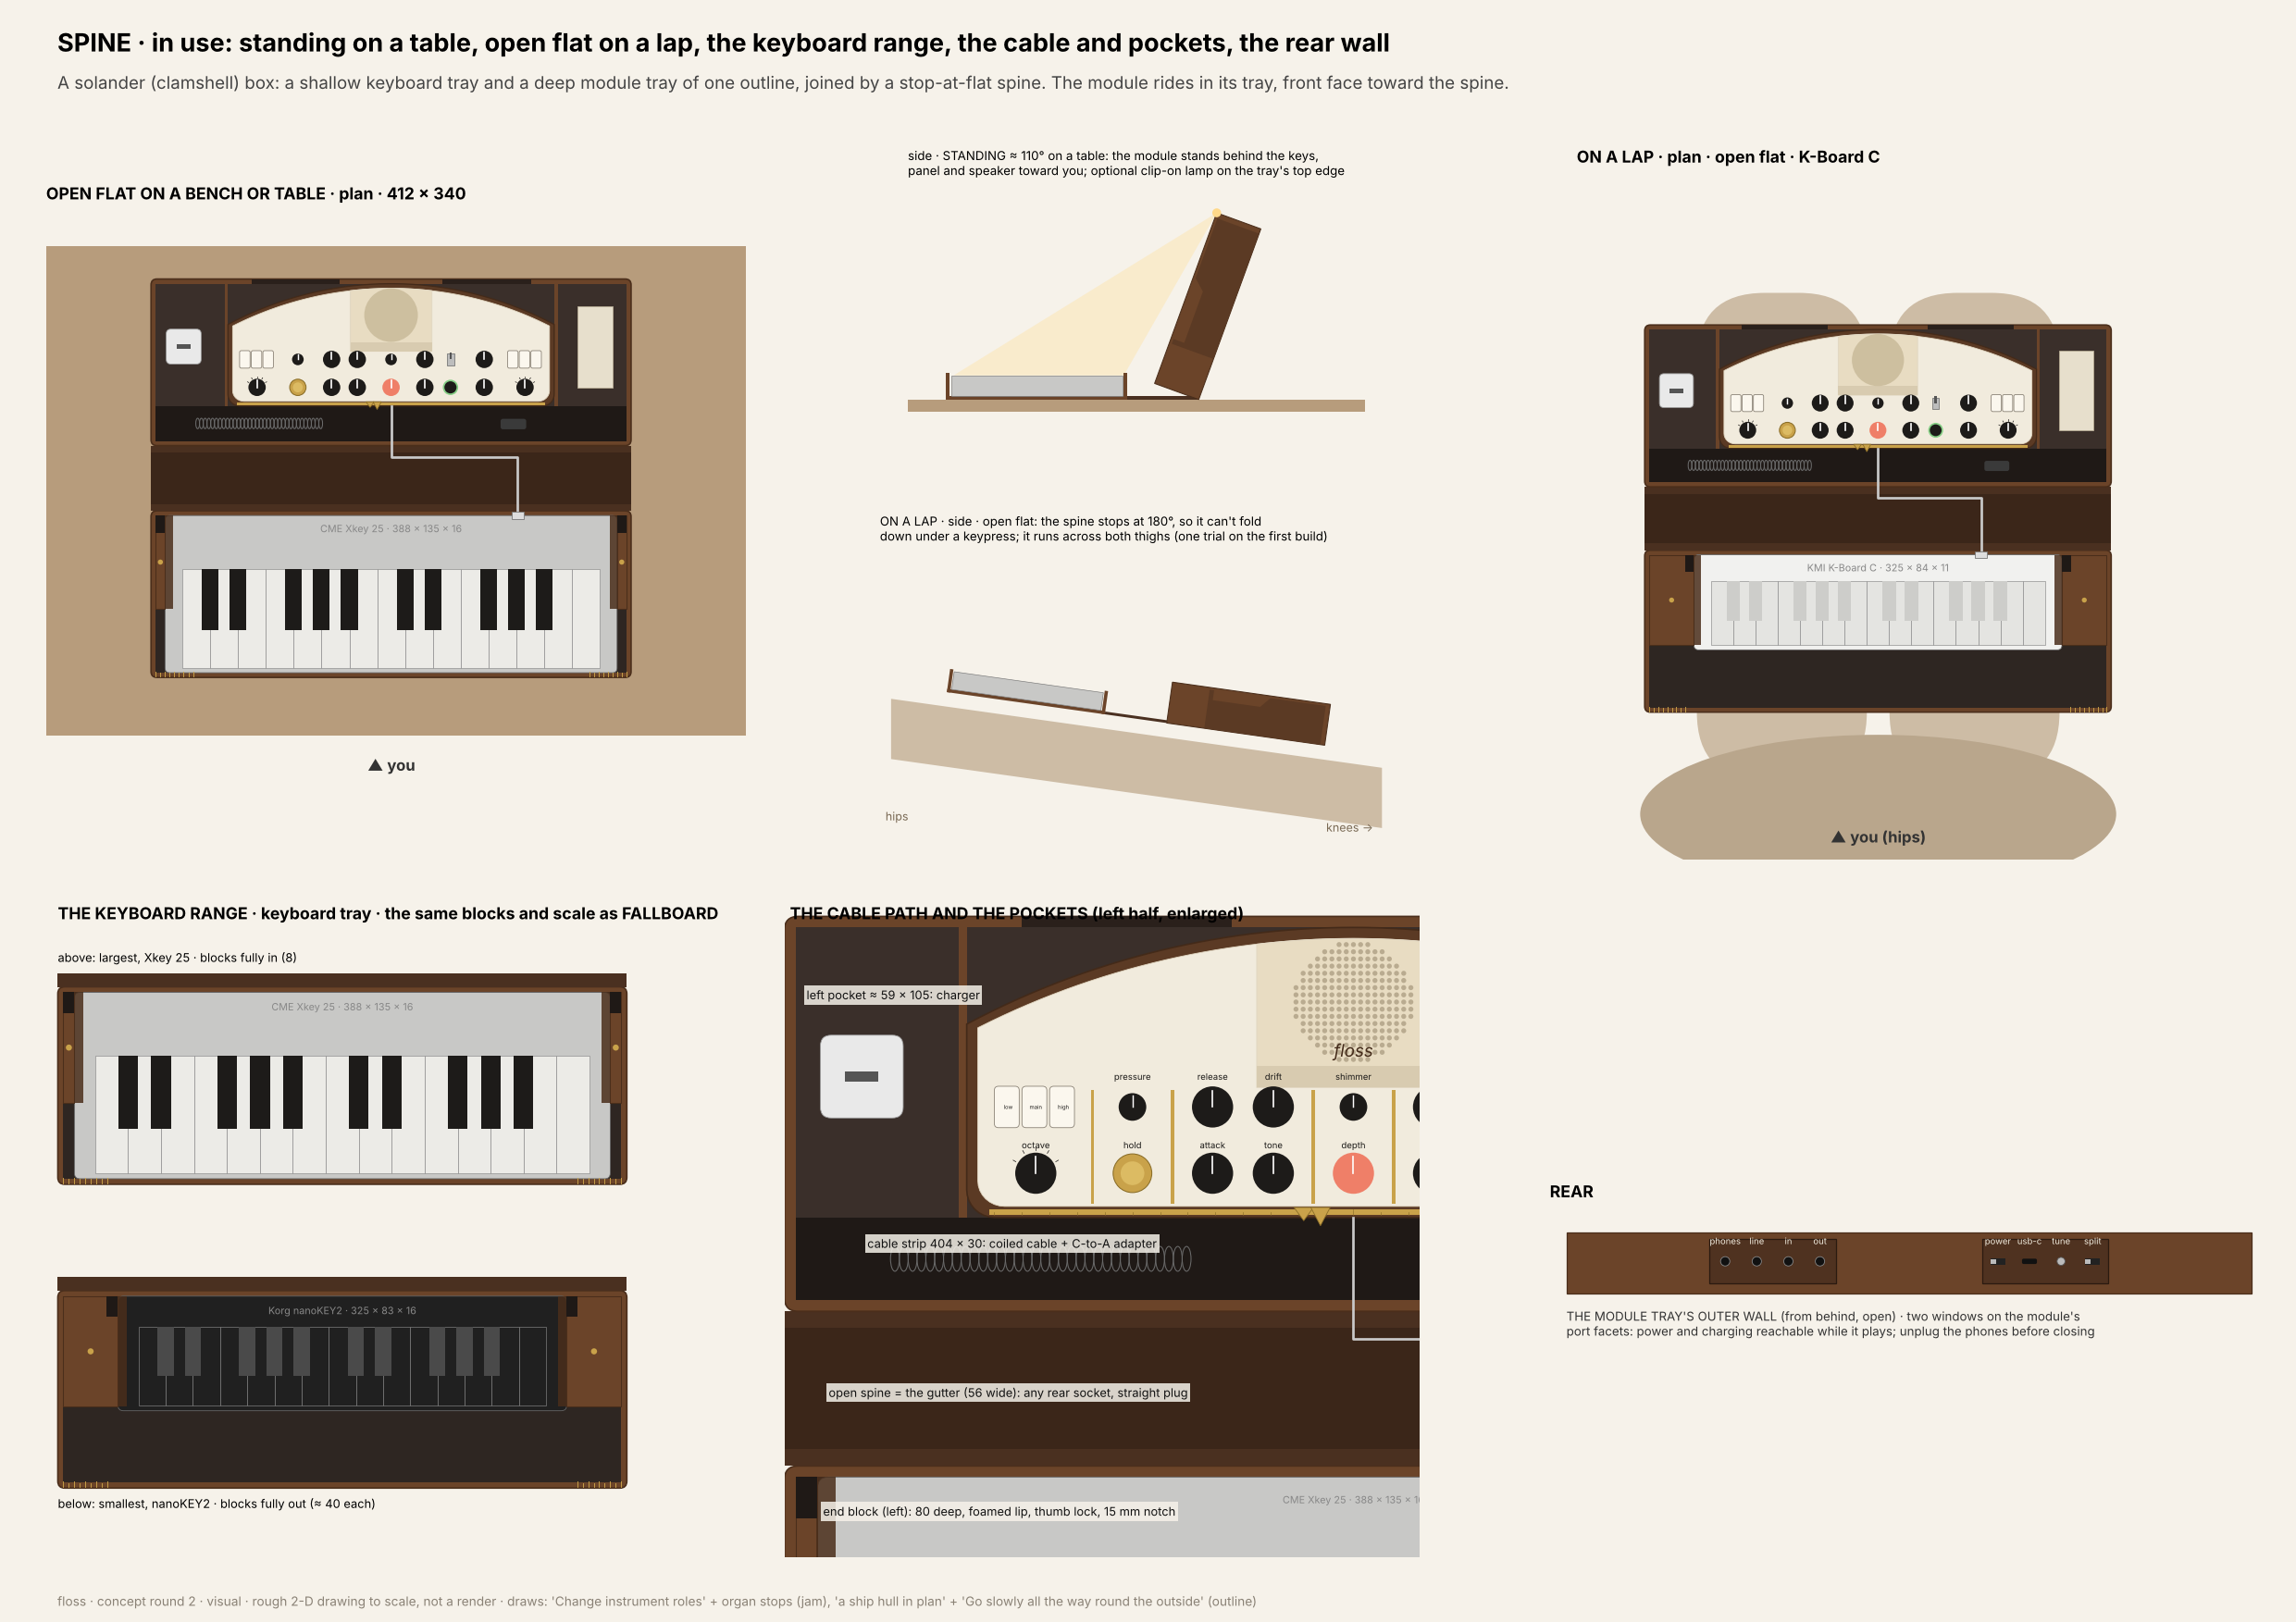 SPINE · in use: standing on a table, open flat on a lap, the keyboard range, the cable and pockets, the rear wall
A solander (clamshell) box: a shallow keyboard tray and a deep module tray of one outline, joined by a stop-at-flat spine. The module rides in its tray, front face toward the spine.
OPEN FLAT ON A BENCH OR TABLE · plan · 412 × 340
CME Xkey 25 · 388 × 135 × 16
▲ you
side · STANDING ≈ 110° on a table: the module stands behind the keys,
panel and speaker toward you; optional clip-on lamp on the tray's top edge
ON A LAP · side · open flat: the spine stops at 180°, so it can't fold
down under a keypress; it runs across both thighs (one trial on the first build)
hips
knees →
ON A LAP · plan · open flat · K-Board C
KMI K-Board C · 325 × 84 × 11
▲ you (hips)
THE KEYBOARD RANGE · keyboard tray · the same blocks and scale as FALLBOARD
above: largest, Xkey 25 · blocks fully in (8)
CME Xkey 25 · 388 × 135 × 16
Korg nanoKEY2 · 325 × 83 × 16
below: smallest, nanoKEY2 · blocks fully out (≈ 40 each)
THE CABLE PATH AND THE POCKETS (left half, enlarged)
left pocket ≈ 59 × 105: charger
floss
pressure release drift shimmer
low main high
octave hold attack tone depth
cable strip 404 × 30: coiled cable + C-to-A adapter
open spine = the gutter (56 wide): any rear socket, straight plug
CME Xkey 25 · 388 × 135 × 1
end block (left): 80 deep, foamed lip, thumb lock, 15 mm notch
REAR
phones line in out power usb-c tune split
THE MODULE TRAY'S OUTER WALL (from behind, open) · two windows on the module's
port facets: power and charging reachable while it plays; unplug the phones before closing
floss · concept round 2 · visual · rough 2-D drawing to scale, not a render · draws: 'Change instrument roles' + organ stops (jam), 'a ship hull in plan' + 'Go slowly all the way round the outside' (outline)